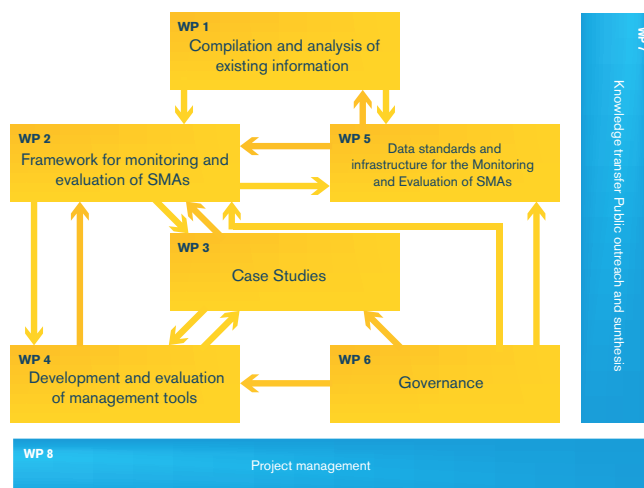 WP 1
Compilation and analysis of
existing information
WP 2
Framework for monitoring and
evaluation of SMAs
WP 5
Data standards and
infrastructure for the Monitoring
and Evaluation of SMAs
WP 3
Case Studies
WP 4
Development and evaluation
of management tools
WP 6
Governance
WP 7
Knowledge transfer Public outreach and sunthesis
WP 8
Project management